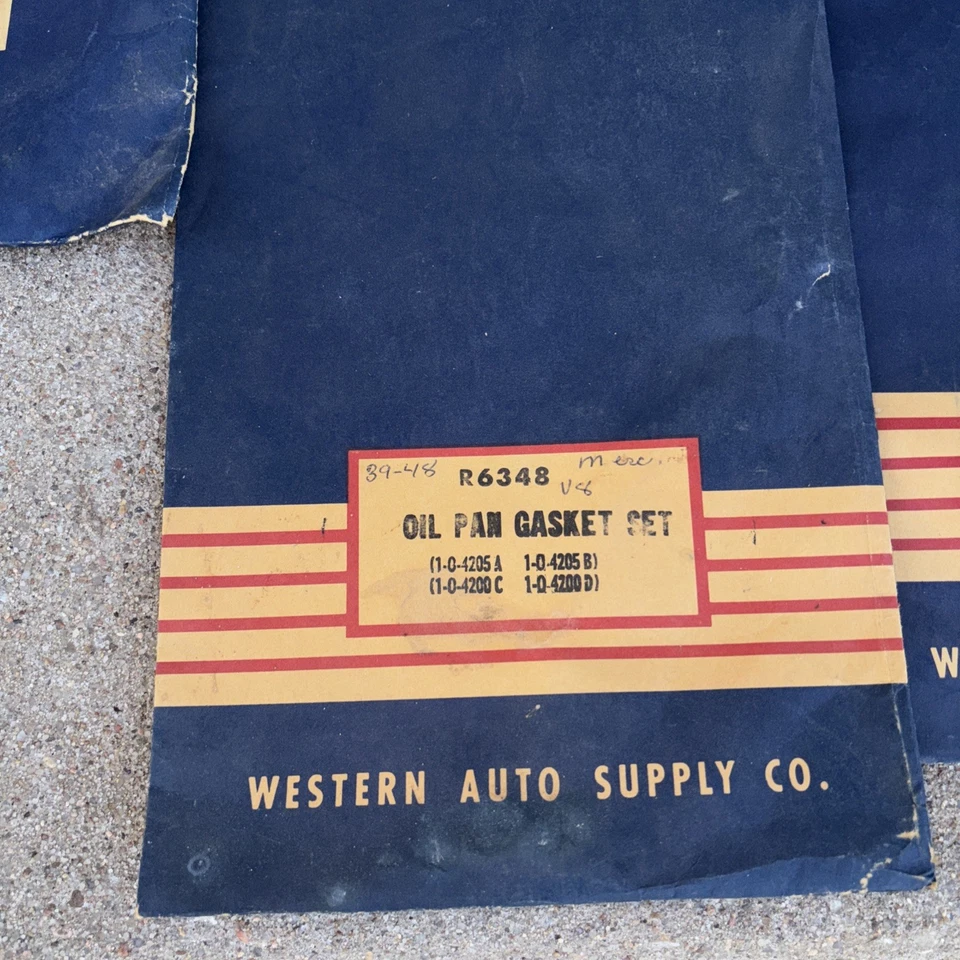 39-48 R6348 Merc.
V8
OIL PAN GASKET SET
(1-0-4205 A 1-0-4205 B)
(1-0-4200 C 1-0-4200 D)
WESTERN AUTO SUPPLY CO.
W